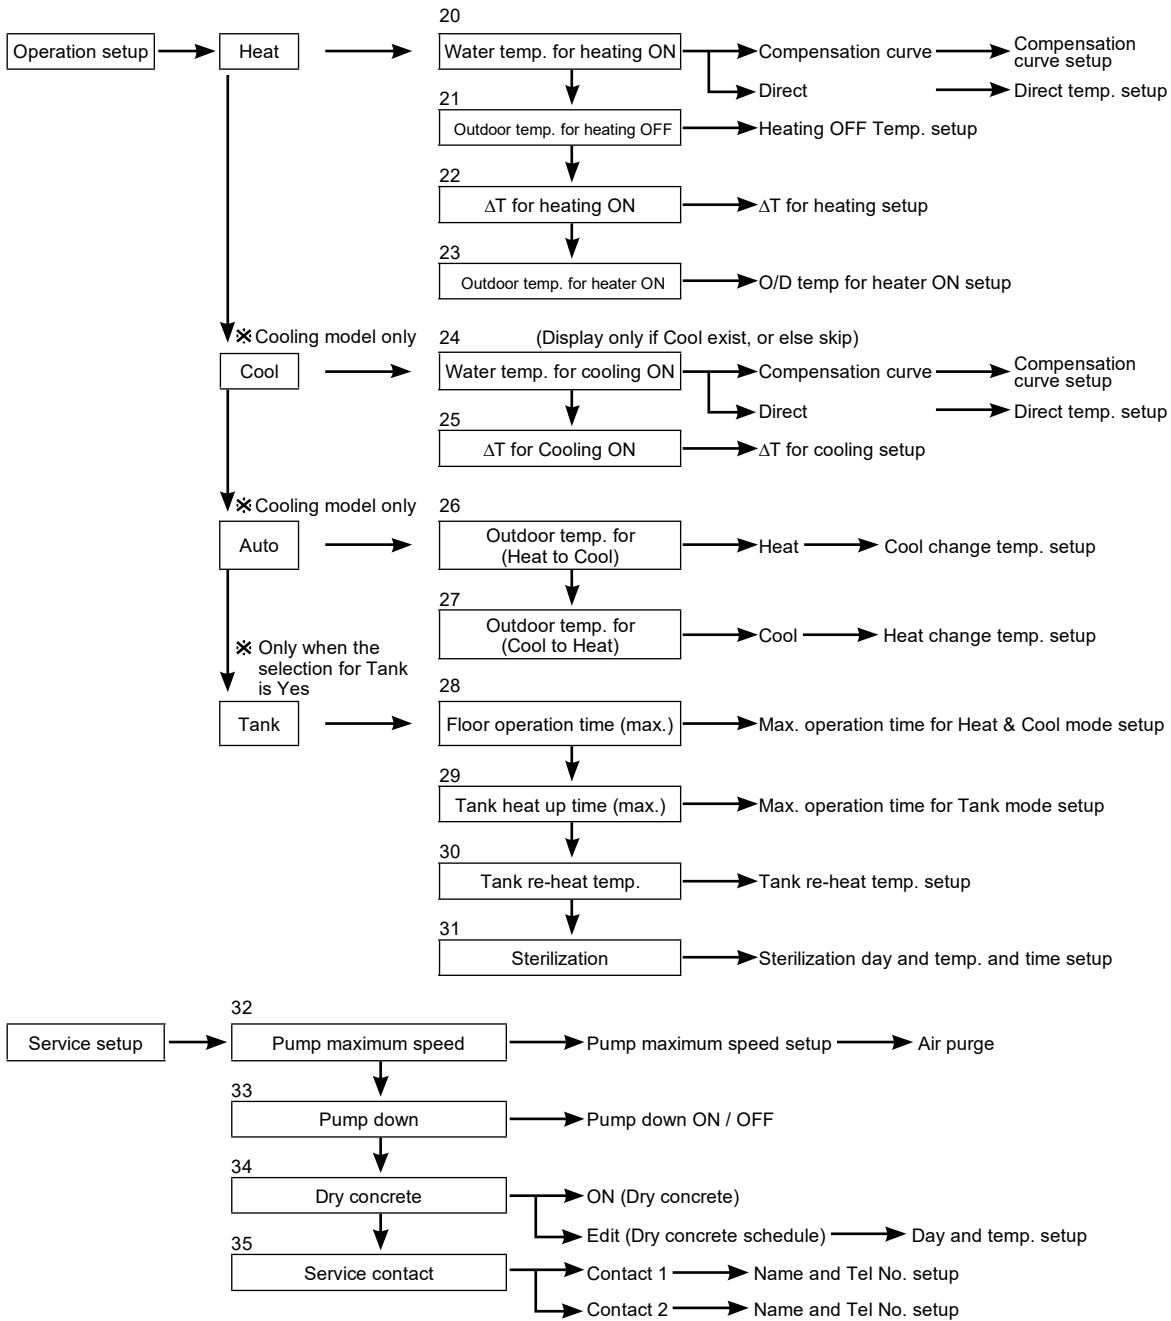 20
Operation setup
Heat
Water temp. for heating ON
Compensation curve
Compensation
curve setup
Direct
Direct temp. setup
21
Outdoor temp. for heating OFF
Heating OFF Temp. setup
22
ΔT for heating ON
ΔT for heating setup
23
Outdoor temp. for heater ON
O/D temp for heater ON setup
※ Cooling model only
24
(Display only if Cool exist, or else skip)
Cool
Water temp. for cooling ON
Compensation curve
Compensation
curve setup
Direct
Direct temp. setup
25
ΔT for Cooling ON
ΔT for cooling setup
※ Cooling model only
26
Auto
Outdoor temp. for
(Heat to Cool)
Heat
Cool change temp. setup
27
Outdoor temp. for
(Cool to Heat)
Cool
Heat change temp. setup
※ Only when the
selection for Tank
is Yes
28
Tank
Floor operation time (max.)
Max. operation time for Heat & Cool mode setup
29
Tank heat up time (max.)
Max. operation time for Tank mode setup
30
Tank re-heat temp.
Tank re-heat temp. setup
31
Sterilization
Sterilization day and temp. and time setup
32
Service setup
Pump maximum speed
Pump maximum speed setup
Air purge
33
Pump down
Pump down ON / OFF
34
Dry concrete
ON (Dry concrete)
Edit (Dry concrete schedule)
Day and temp. setup
35
Service contact
Contact 1
Name and Tel No. setup
Contact 2
Name and Tel No. setup